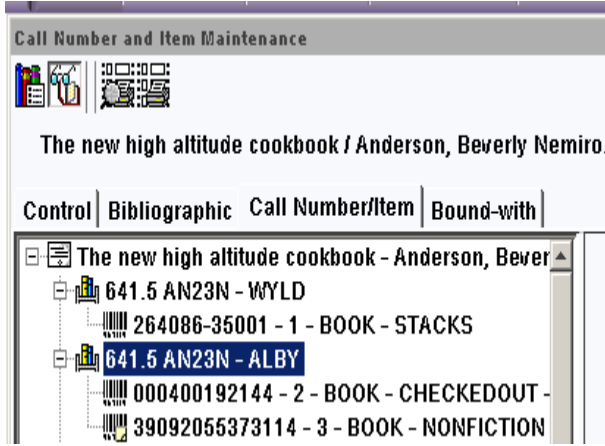 Call Number and Item Maintenance
The new high altitude cookbook / Anderson, Beverly Nemiro.
Control Bibliographic Call Number/Item Bound-with
The new high altitude cookbook - Anderson, Bever
641.5 AN23N - WYLD
264086-35001 - 1 - BOOK - STACKS
641.5 AN23N - ALBY
000400192144 - 2 - BOOK - CHECKEDOUT -
39092055373114 - 3 - BOOK - NONFICTION